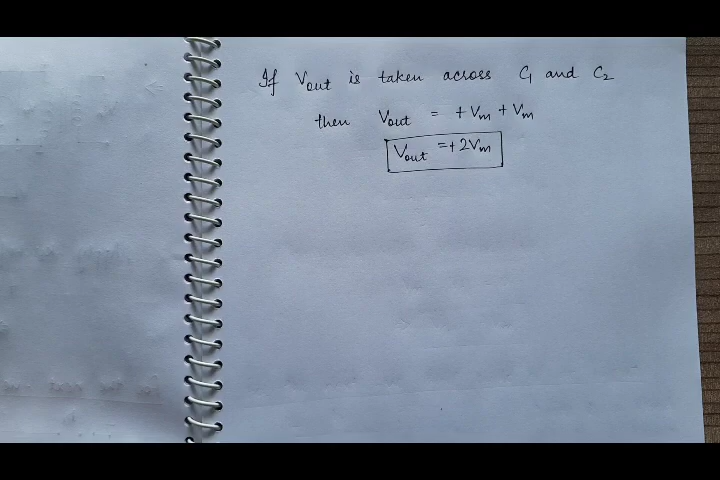 If Vout is taken across C1 and C2
then Vout = +Vm + Vm
Vout = +2Vm